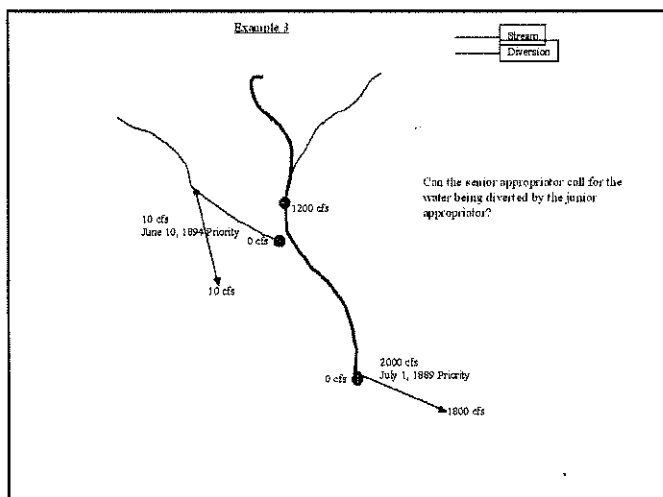 Example 3
Stream
Diversion
Can the senior appropriator call for the
water being diverted by the junior
appropriator?
1200 cfs
10 cfs
June 10, 1894 Priority
0 cfs
10 cfs
2000 cfs
July 1, 1889 Priority
0 cfs
1800 cfs